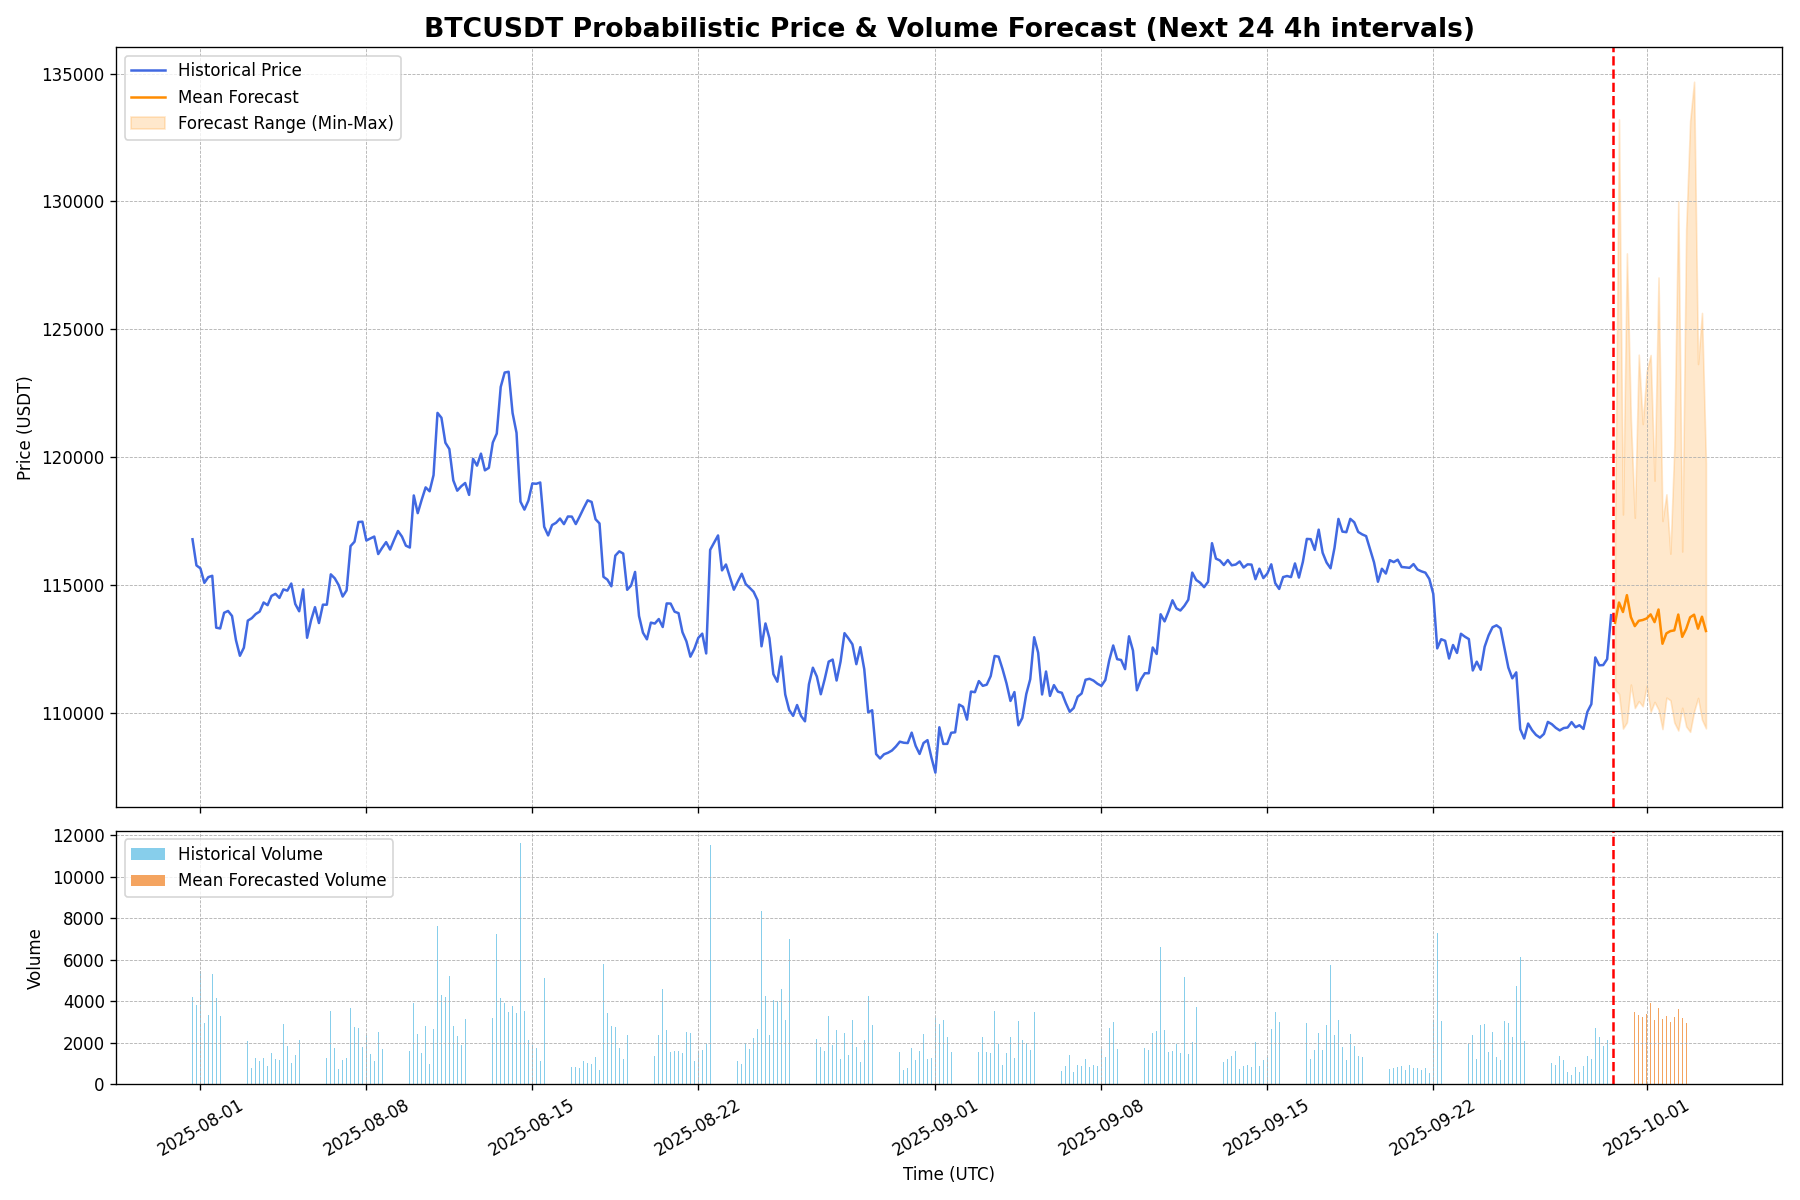 BTCUSDT Probabilistic Price & Volume Forecast (Next 24 4h intervals)
Historical Price
Mean Forecast
Forecast Range (Min-Max)
Price (USDT)
135000
130000
125000
120000
115000
110000
Historical Volume
Mean Forecasted Volume
Volume
12000
10000
8000
6000
4000
2000
0
2025-08-01
2025-08-08
2025-08-15
2025-08-22
2025-09-01
2025-09-08
2025-09-15
2025-09-22
2025-10-01
Time (UTC)